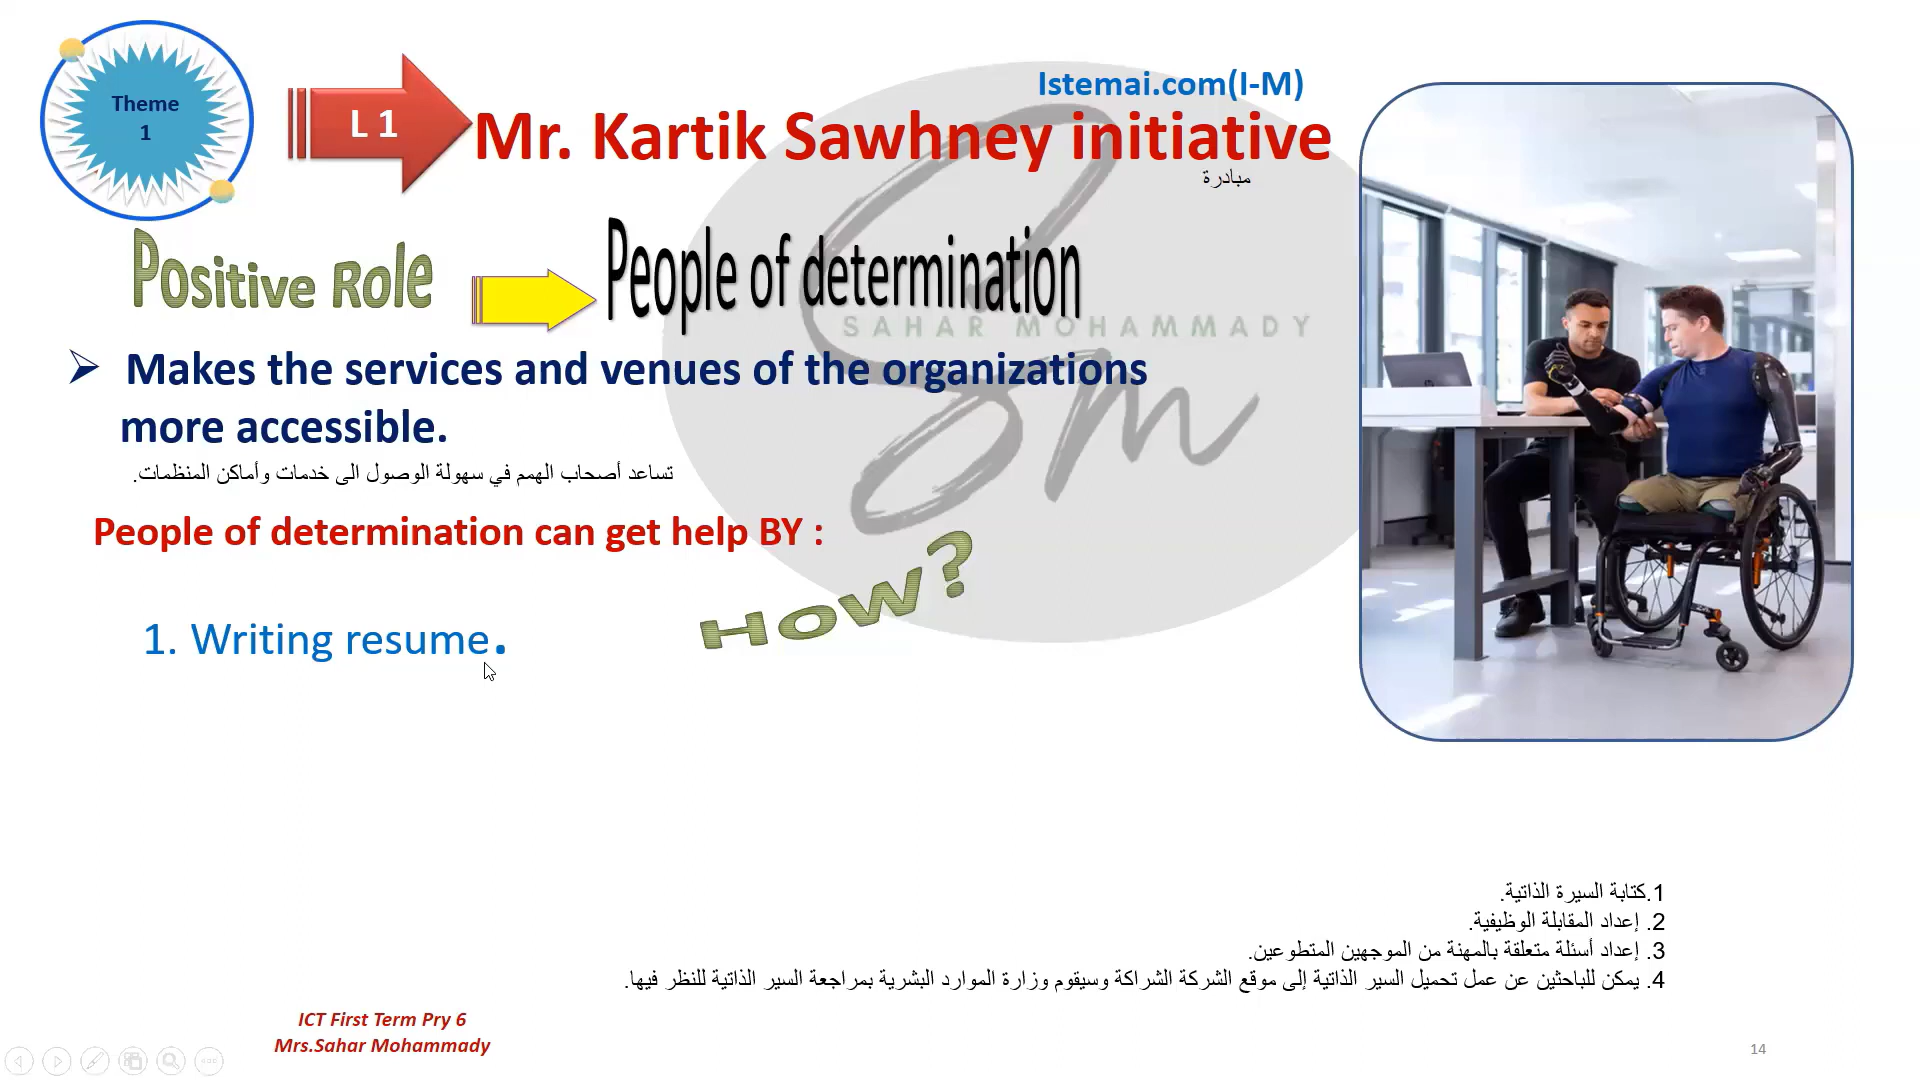 Theme
1
L 1
Istemai.com(I-M)
Mr. Kartik Sawhney initiative
مبادرة
Positive Role
People of determination
SAHAR MOHAMMADY
Sm
Makes the services and venues of the organizations
more accessible.
تساعد أصحاب الهمم في سهولة الوصول الى خدمات وأماكن المنظمات.
People of determination can get help BY :
How?
1. Writing resume.
1.كتابة السيرة الذاتية.
2. إعداد المقابلة الوظيفية.
3. إعداد أسئلة متعلقة بالمهنة من الموجهين المتطوعين.
4. يمكن للباحثين عن عمل تحميل السير الذاتية إلى موقع الشركة الشراكة وسيقوم وزارة الموارد البشرية بمراجعة السير الذاتية للنظر فيها.
ICT First Term Pry 6
Mrs.Sahar Mohammady
14